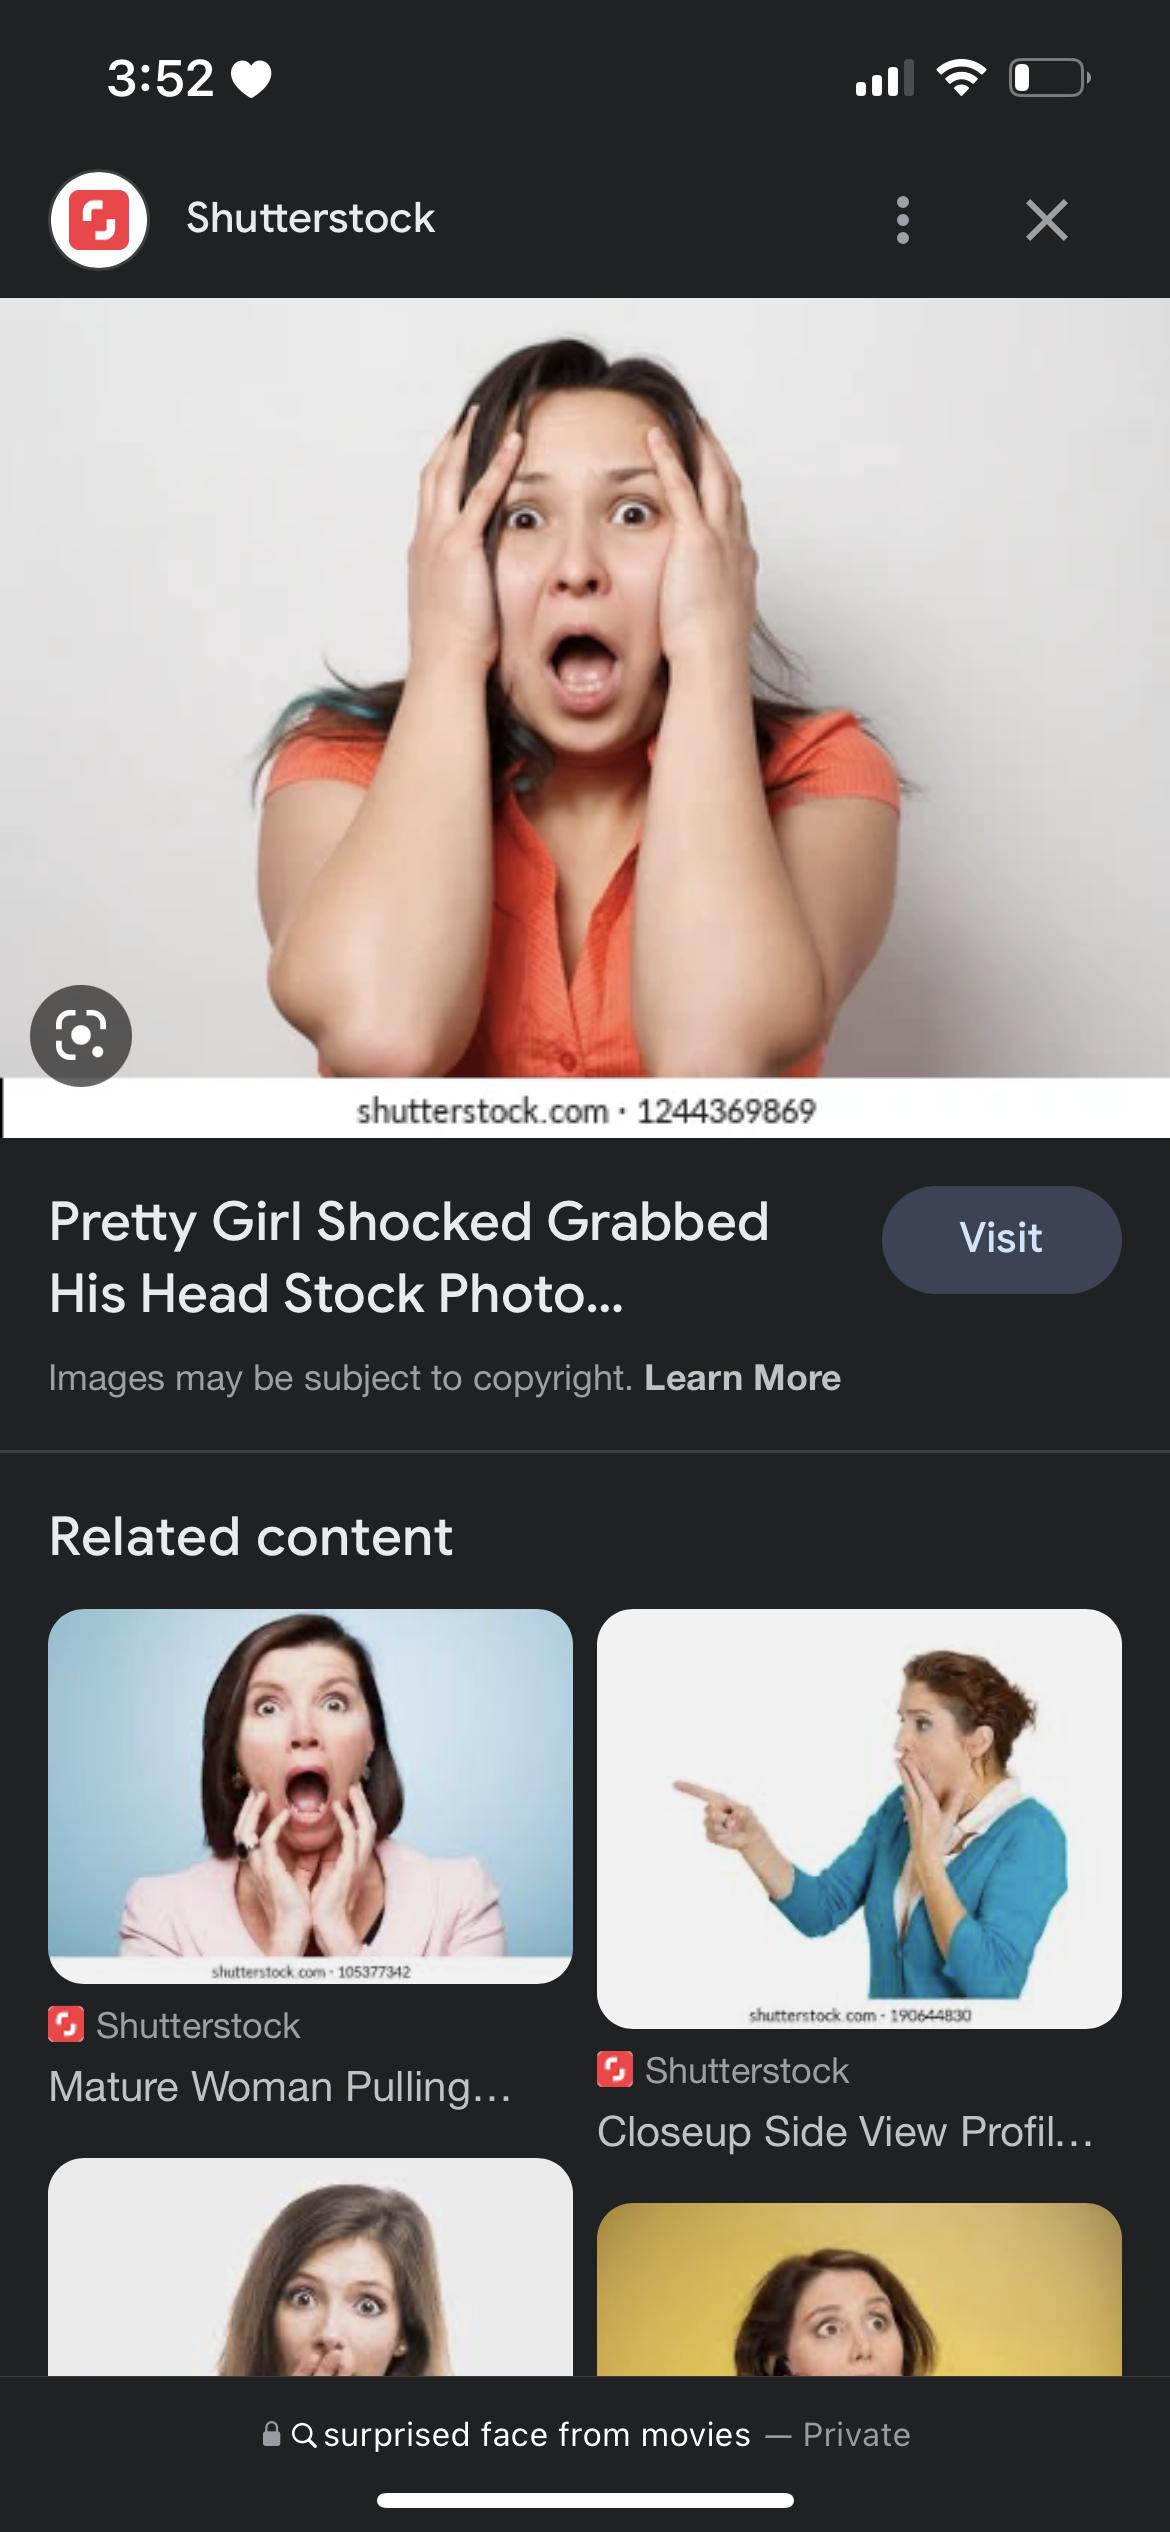 3:52
Shutterstock
shutterstock.com · 1244369869
Pretty Girl Shocked Grabbed
His Head Stock Photo...
Visit
Images may be subject to copyright. Learn More
Related content
shutterstock.com · 105377342
Shutterstock
Mature Woman Pulling...
shutterstock.com · 190644830
Shutterstock
Closeup Side View Profil...
surprised face from movies — Private